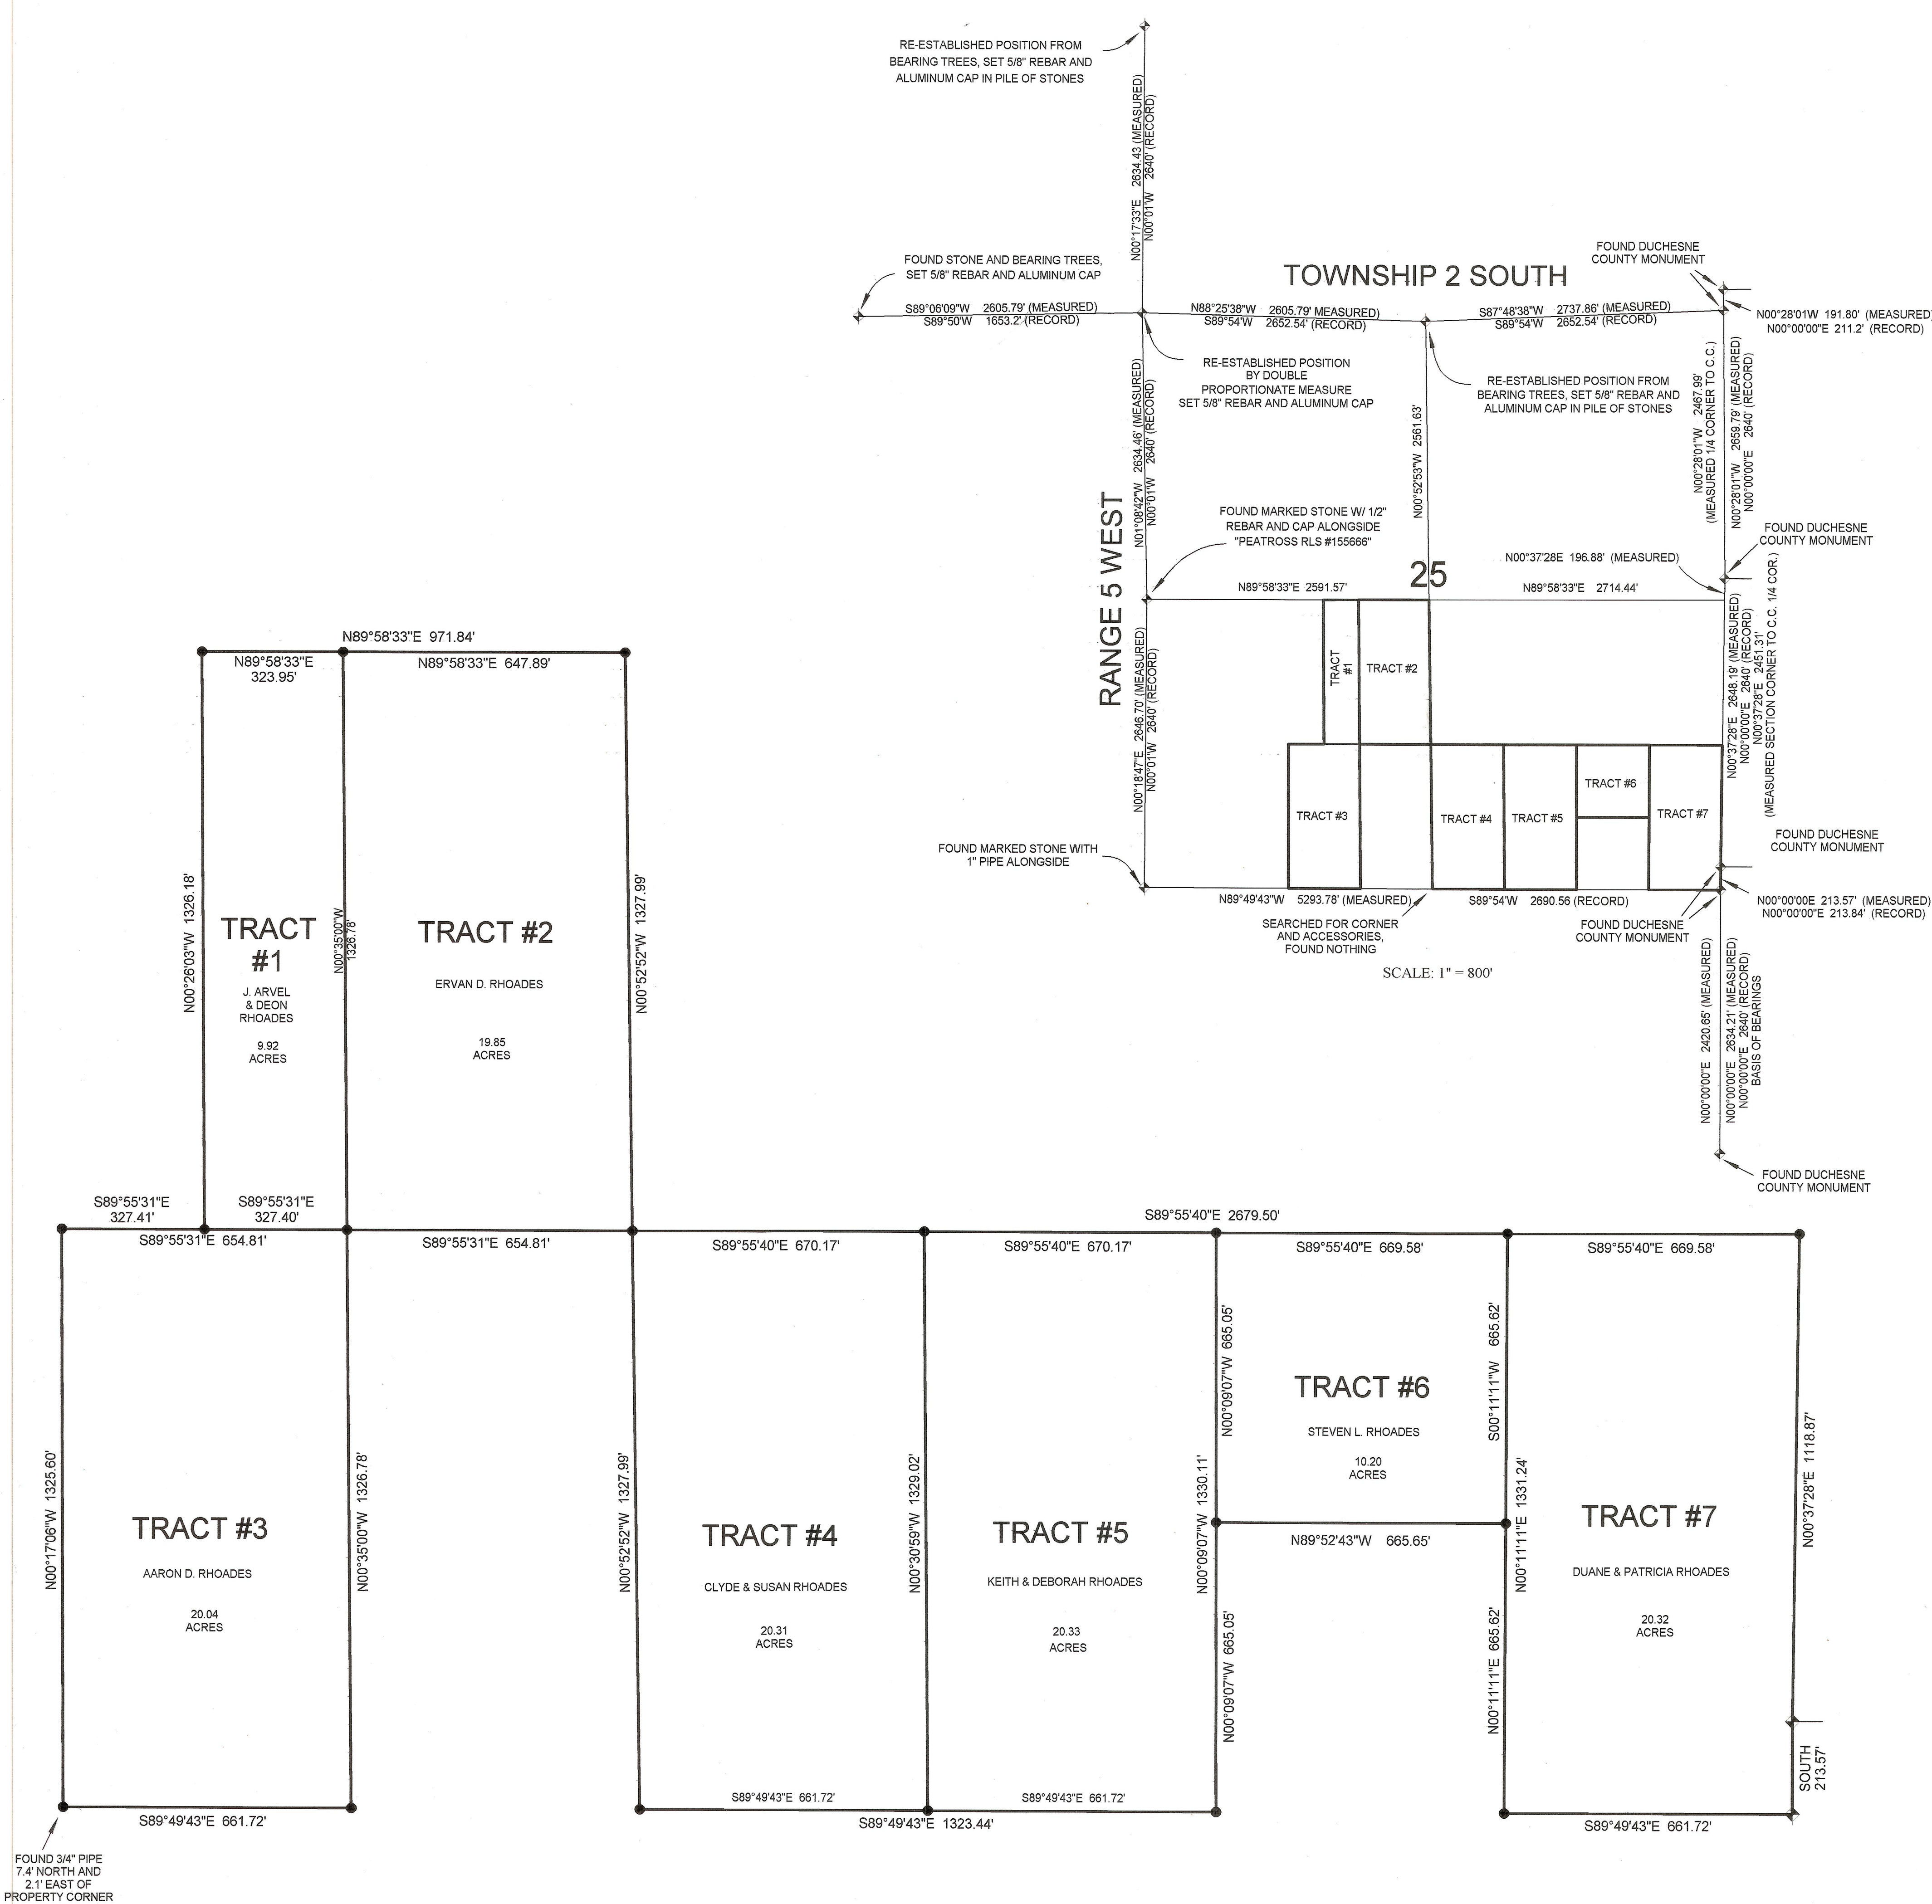 RE-ESTABLISHED POSITION FROM
BEARING TREES, SET 5/8" REBAR AND
ALUMINUM CAP IN PILE OF STONES
N00°17'33"E 2634.43 (MEASURED)
N00°01'W 2640' (RECORD)
FOUND STONE AND BEARING TREES,
SET 5/8" REBAR AND ALUMINUM CAP
TOWNSHIP 2 SOUTH
FOUND DUCHESNE
COUNTY MONUMENT
S89°06'09"W 2605.79' (MEASURED)
S89°50'W 1653.2' (RECORD)
N88°25'38"W 2605.79' MEASURED)
S89°54'W 2652.54' (RECORD)
S87°48'38"W 2737.86' (MEASURED)
S89°54'W 2652.54' (RECORD)
N00°28'01W 191.80' (MEASURED
N00°00'00"E 211.2' (RECORD)
RE-ESTABLISHED POSITION
BY DOUBLE
PROPORTIONATE MEASURE
SET 5/8" REBAR AND ALUMINUM CAP
RE-ESTABLISHED POSITION FROM
BEARING TREES, SET 5/8" REBAR AND
ALUMINUM CAP IN PILE OF STONES
N01°08'42"W 2634.46' (MEASURED)
N00°01'W 2640' (RECORD)
N00°52'53"W 2561.63'
N00°28'01"W 2467.99'
(MEASURED 1/4 CORNER TO C.C.)
N00°28'01"W 2659.79' (MEASURED)
N00°00'00"E 2640' (RECORD)
RANGE 5 WEST
FOUND MARKED STONE W/ 1/2"
REBAR AND CAP ALONGSIDE
"PEATROSS RLS #155666"
FOUND DUCHESNE
COUNTY MONUMENT
N00°37'28E 196.88' (MEASURED)
25
N89°58'33"E 2591.57'
N89°58'33"E 2714.44'
N00°18'47"E 2646.70' (MEASURED)
N00°01'W 2640' (RECORD)
TRACT
#1
TRACT #2
N00°37'28"E 2648.19' (MEASURED)
N00°00'00"E 2640' (RECORD)
N00°37'28"E 2451.31'
(MEASURED SECTION CORNER TO C.C. 1/4 COR.)
TRACT #3
TRACT #4
TRACT #5
TRACT #6
TRACT #7
FOUND DUCHESNE
COUNTY MONUMENT
FOUND MARKED STONE WITH
1" PIPE ALONGSIDE
N89°49'43"W 5293.78' (MEASURED)
S89°54'W 2690.56 (RECORD)
N00°00'00E 213.57' (MEASURED)
N00°00'00"E 213.84' (RECORD)
SEARCHED FOR CORNER
AND ACCESSORIES,
FOUND NOTHING
FOUND DUCHESNE
COUNTY MONUMENT
SCALE: 1" = 800'
N00°00'00"E 2420.65' (MEASURED)
N00°00'00"E 2634.21' (MEASURED)
N00°00'00"E 2640' (RECORD)
BASIS OF BEARINGS
FOUND DUCHESNE
COUNTY MONUMENT
N89°58'33"E 971.84'
N89°58'33"E
323.95'
N89°58'33"E 647.89'
N00°26'03"W 1326.18'
TRACT
#1
J. ARVEL
& DEON
RHOADES
9.92
ACRES
N00°35'00"W
1326.78'
TRACT #2
ERVAN D. RHOADES
19.85
ACRES
N00°52'52"W 1327.99'
S89°55'31"E
327.41'
S89°55'31"E
327.40'
S89°55'31"E 654.81'
S89°55'31"E 654.81'
S89°55'40"E 2679.50'
S89°55'40"E 670.17'
S89°55'40"E 670.17'
S89°55'40"E 669.58'
S89°55'40"E 669.58'
N00°17'06"W 1325.60'
TRACT #3
AARON D. RHOADES
20.04
ACRES
N00°35'00"W 1326.78'
N00°52'52"W 1327.99'
TRACT #4
CLYDE & SUSAN RHOADES
20.31
ACRES
N00°30'59"W 1329.02'
TRACT #5
KEITH & DEBORAH RHOADES
20.33
ACRES
N00°09'07"W 1330.11'
N00°09'07"W 665.05'
N00°09'07"W 665.05'
TRACT #6
STEVEN L. RHOADES
10.20
ACRES
N89°52'43"W 665.65'
S00°11'11"W 665.62'
N00°11'11"E 1331.24'
N00°11'11"E 665.62'
TRACT #7
DUANE & PATRICIA RHOADES
20.32
ACRES
N00°37'28"E 1118.87'
SOUTH
213.57'
S89°49'43"E 661.72'
S89°49'43"E 661.72'
S89°49'43"E 661.72'
S89°49'43"E 1323.44'
S89°49'43"E 661.72'
FOUND 3/4" PIPE
7.4' NORTH AND
2.1' EAST OF
PROPERTY CORNER